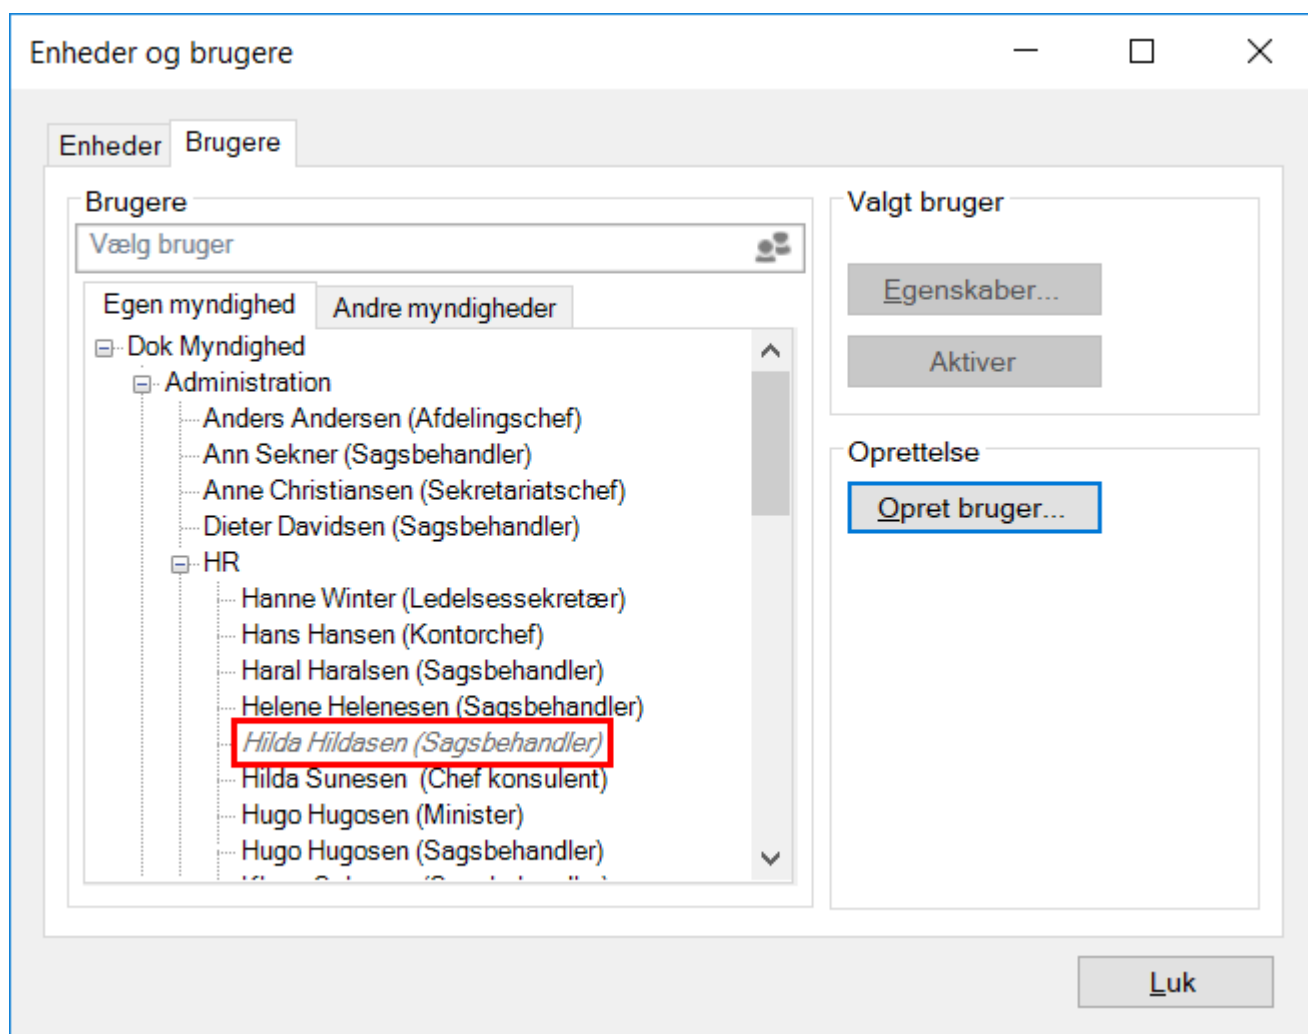 Enheder og brugere
Enheder
Brugere
Brugere
Vælg bruger
Egen myndighed
Andre myndigheder
Dok Myndighed
Administration
Anders Andersen (Afdelingschef)
Ann Sekner (Sagsbehandler)
Anne Christiansen (Sekretariatschef)
Dieter Davidsen (Sagsbehandler)
HR
Hanne Winter (Ledelsessekretær)
Hans Hansen (Kontorchef)
Haral Haralsen (Sagsbehandler)
Helene Helenesen (Sagsbehandler)
Hilda Hildasen (Sagsbehandler)
Hilda Sunesen (Chef konsulent)
Hugo Hugosen (Minister)
Hugo Hugosen (Sagsbehandler)
Valgt bruger
Egenskaber...
Aktiver
Oprettelse
Opret bruger...
Luk